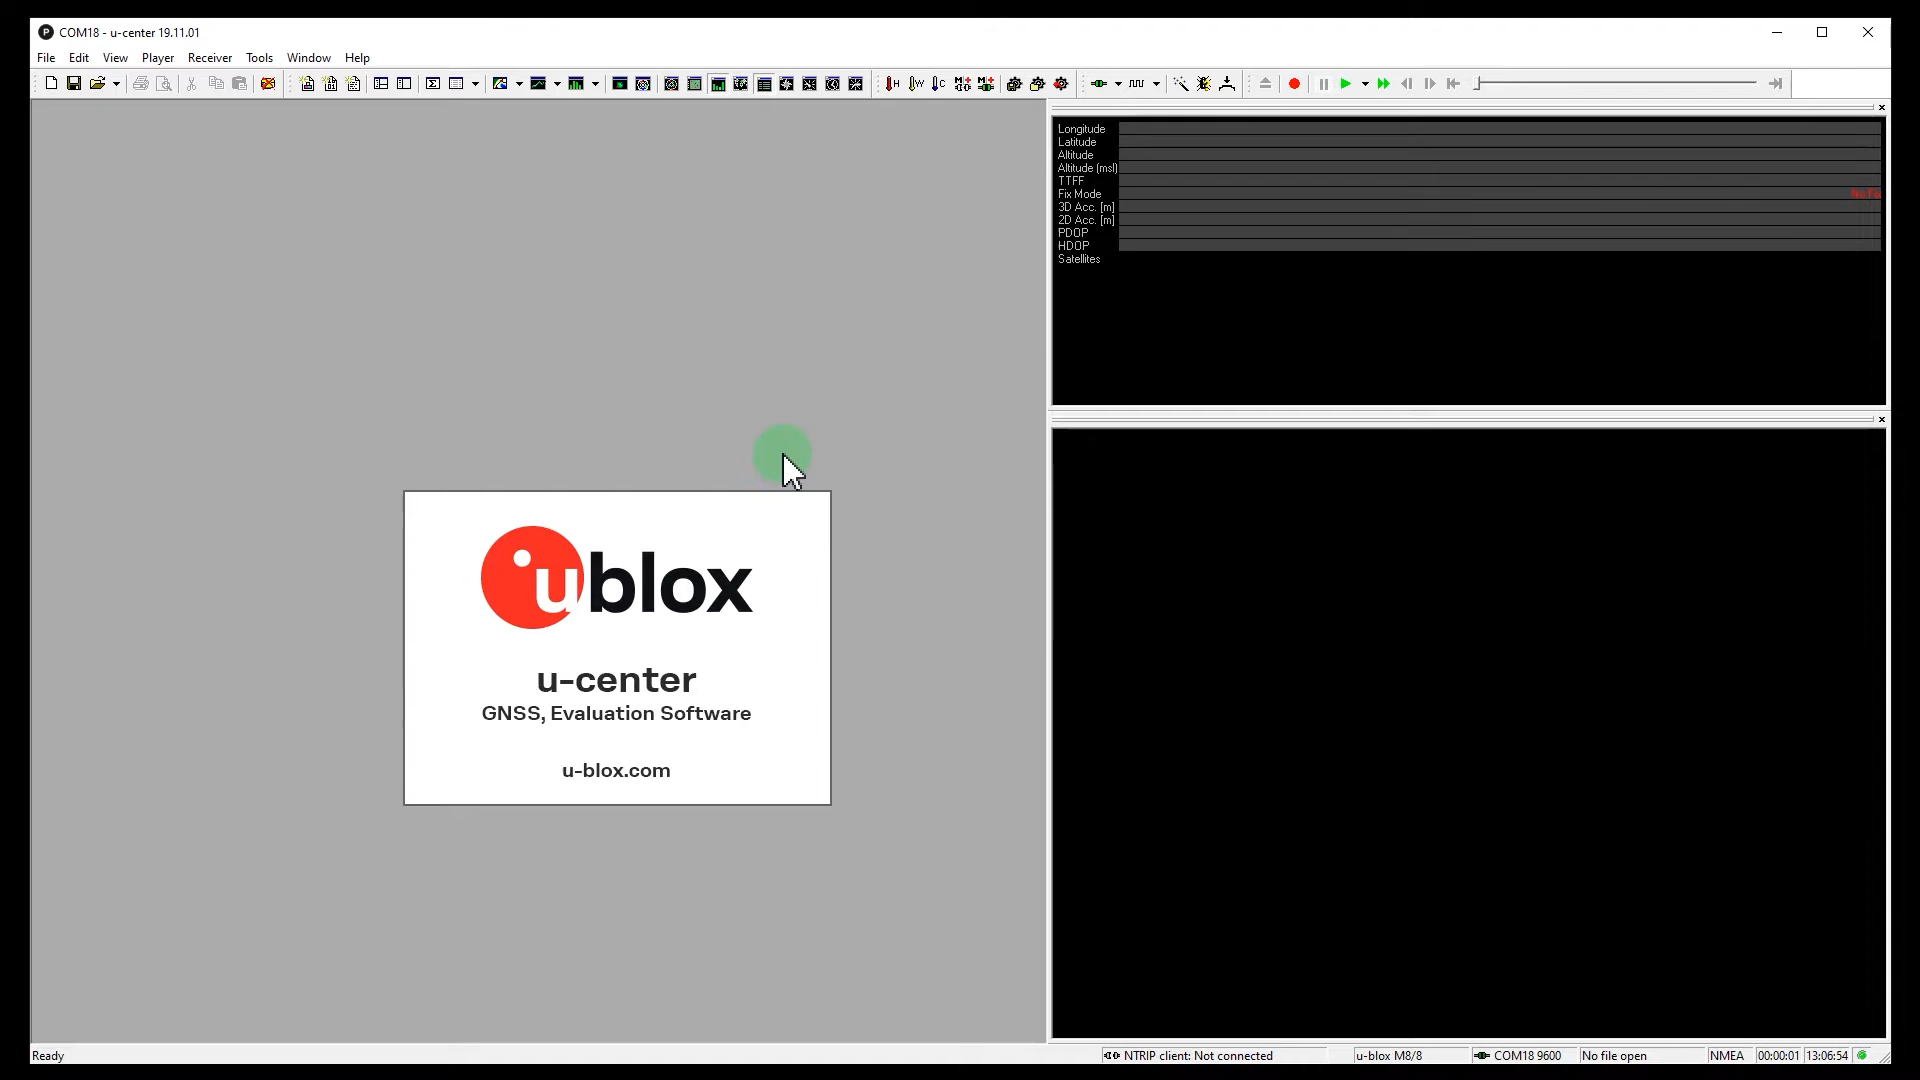 COM18 - u-center 19.11.01
File Edit View Player Receiver Tools Window Help
Longitude
Latitude
Altitude
Altitude (msl)
TTFF
Fix Mode
3D Acc. [m]
2D Acc. [m]
PDOP
HDOP
Satellites
ublox
u-center
GNSS, Evaluation Software
u-blox.com
Ready
NTRIP client: Not connected
u-blox M8/8
COM18 9600
No file open
NMEA
00:00:01
13:06:54